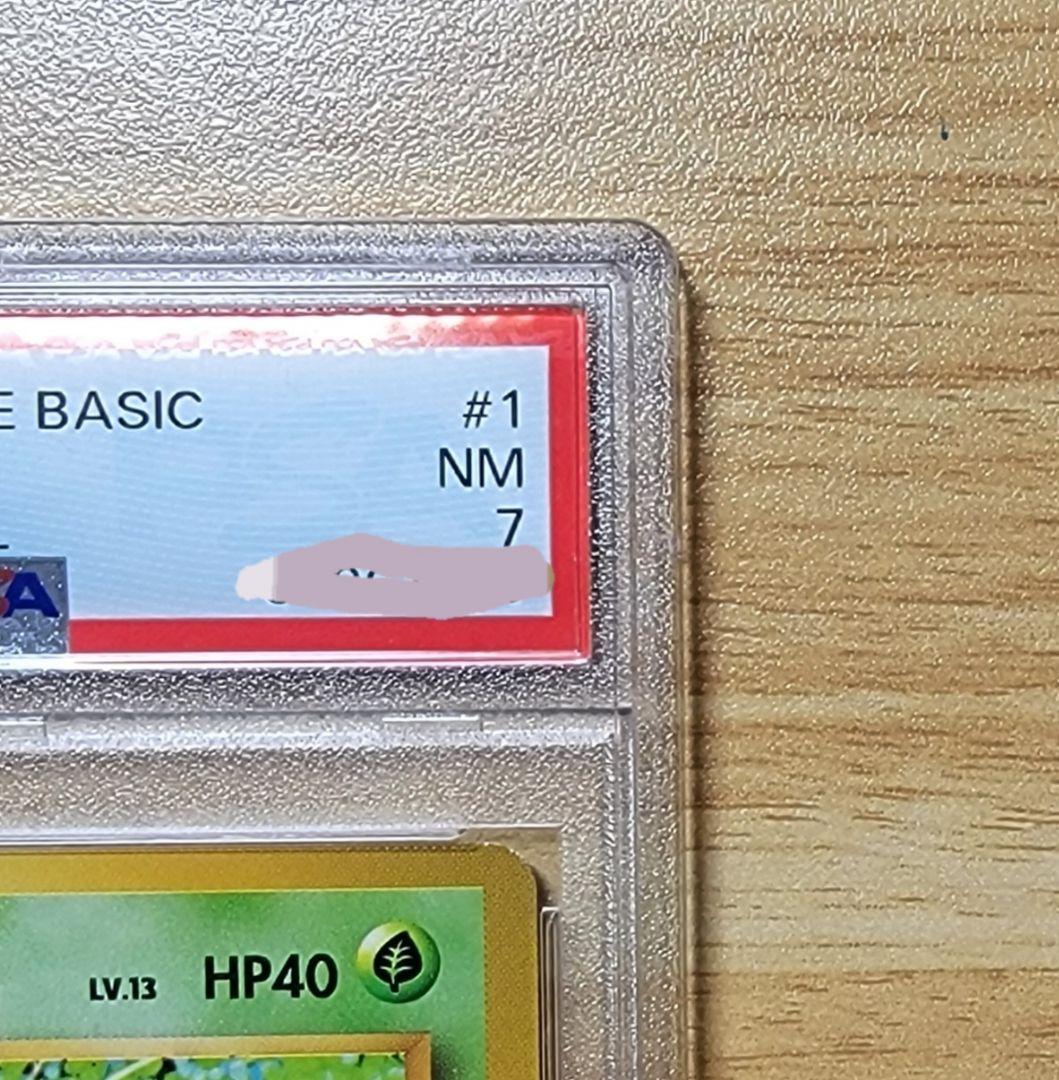 BASIC #1
NM
7
LV.13 HP40